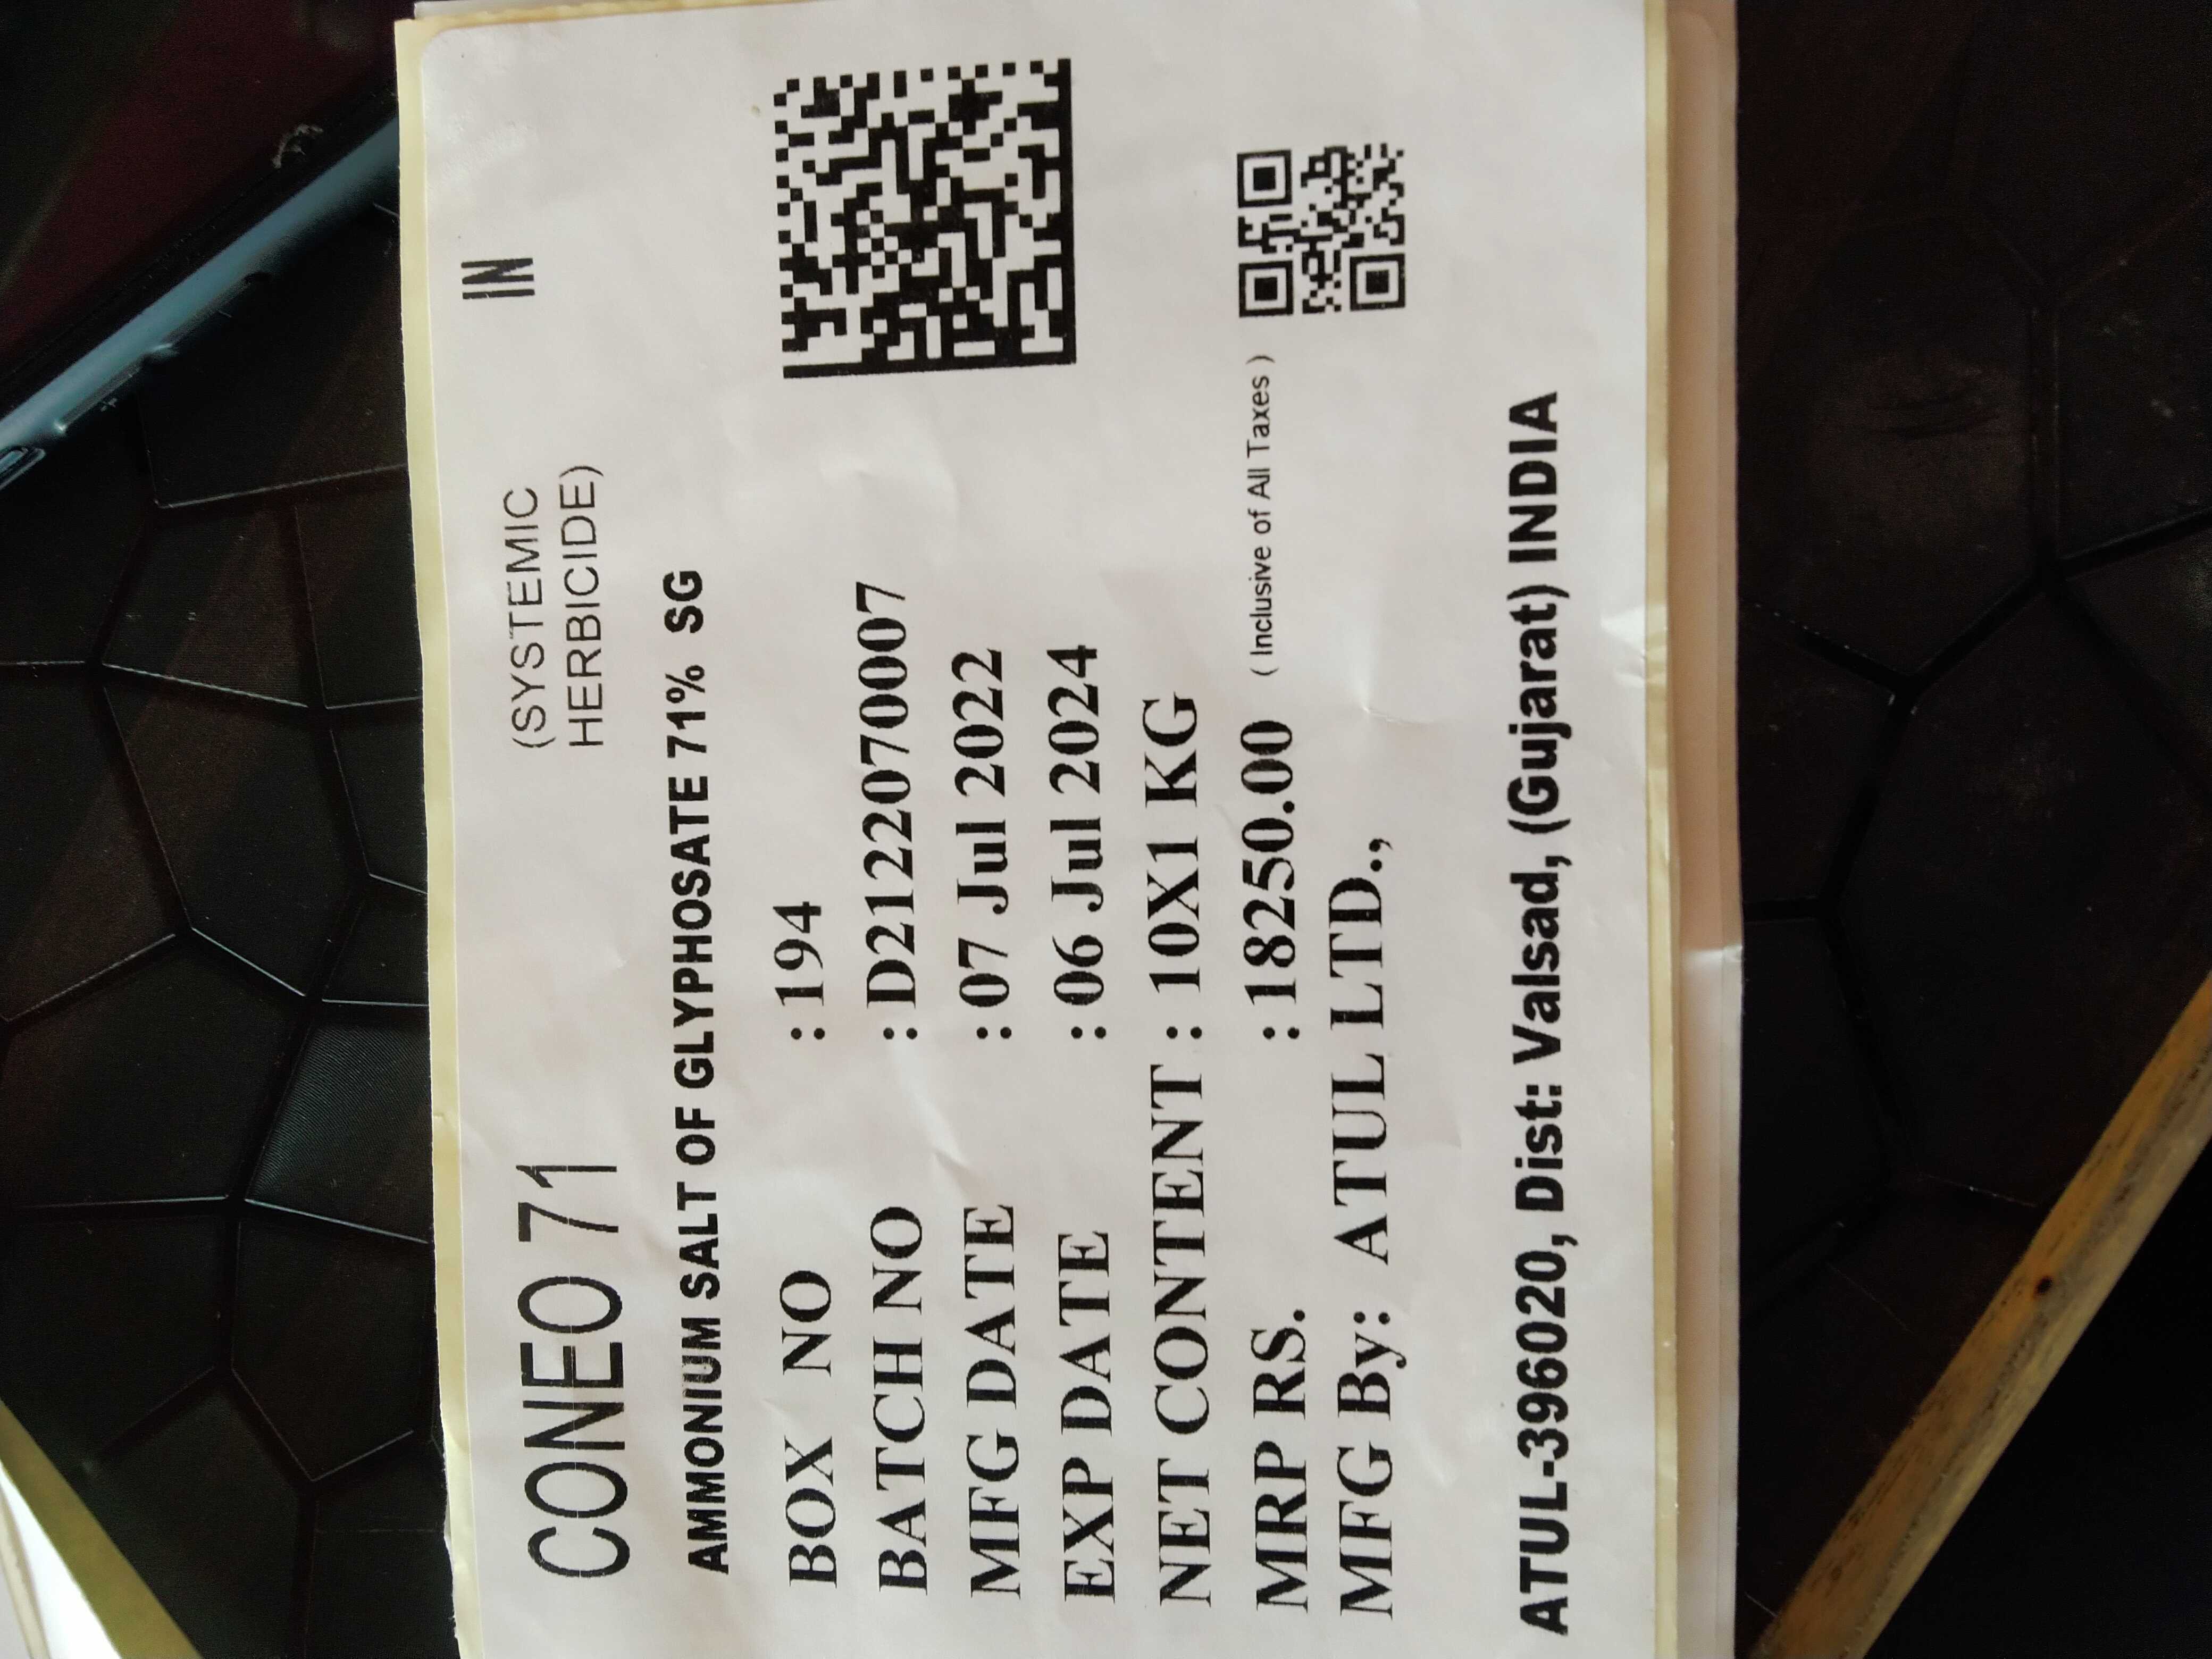 IN
CONEO 71 (SYSTEMIC
HERBICIDE)
AMMONIUM SALT OF GLYPHOSATE 71% SG
BOX NO : 194
BATCH NO : D2122070007
MFG DATE : 07 Jul 2022
EXP DATE : 06 Jul 2024
NET CONTENT : 10X1 KG
MRP RS. : 18250.00 ( Inclusive of All Taxes )
MFG By: ATUL LTD.,
ATUL-396020, Dist: Valsad, (Gujarat) INDIA